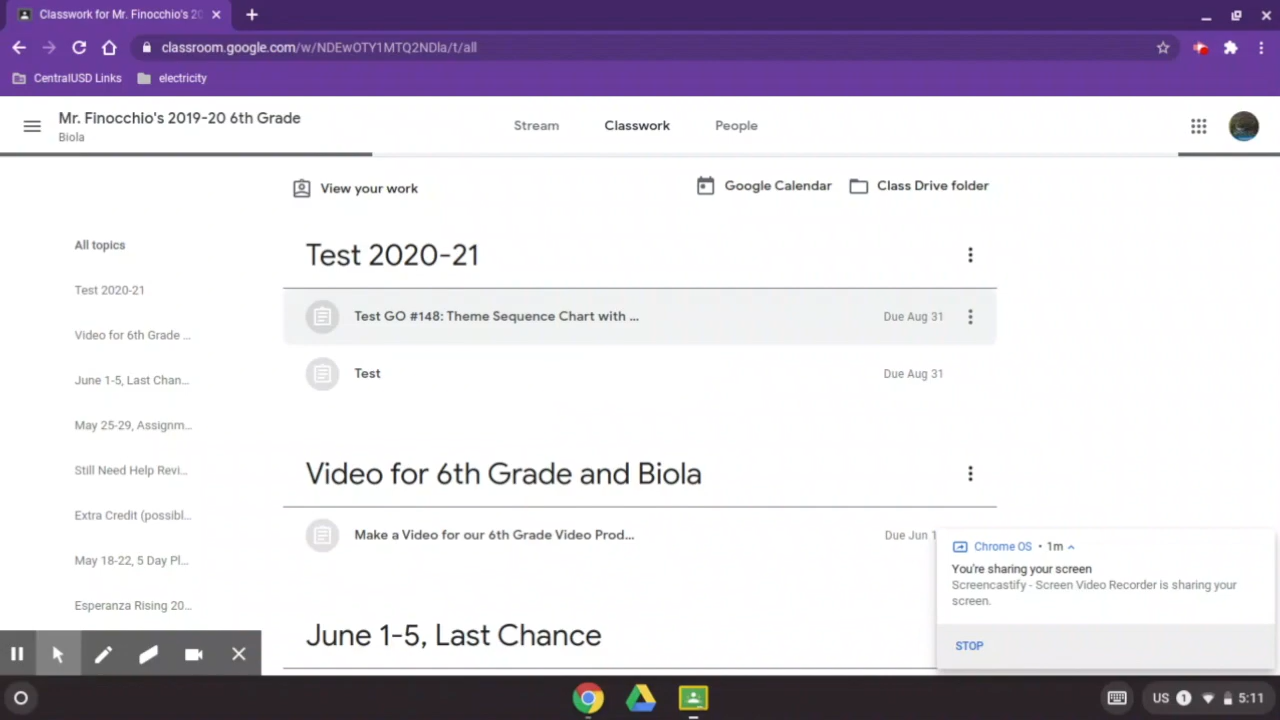 Classwork for Mr. Finocchio's 20
classroom.google.com/w/NDEwOTY1MTQ2NDla/t/all
CentralUSD Links
electricity
Mr. Finocchio's 2019-20 6th Grade
Biola
Stream
Classwork
People
View your work
Google Calendar
Class Drive folder
All topics
Test 2020-21
Video for 6th Grade ...
June 1-5, Last Chan...
May 25-29, Assignm...
Still Need Help Revi...
Extra Credit (possibl...
May 18-22, 5 Day Pl...
Esperanza Rising 20...
Test 2020-21
Test GO #148: Theme Sequence Chart with ...
Due Aug 31
Test
Due Aug 31
Video for 6th Grade and Biola
Make a Video for our 6th Grade Video Prod...
Due Jun 1
June 1-5, Last Chance
Chrome OS • 1m
You're sharing your screen
Screencastify - Screen Video Recorder is sharing your
screen.
STOP
US 1 5:11